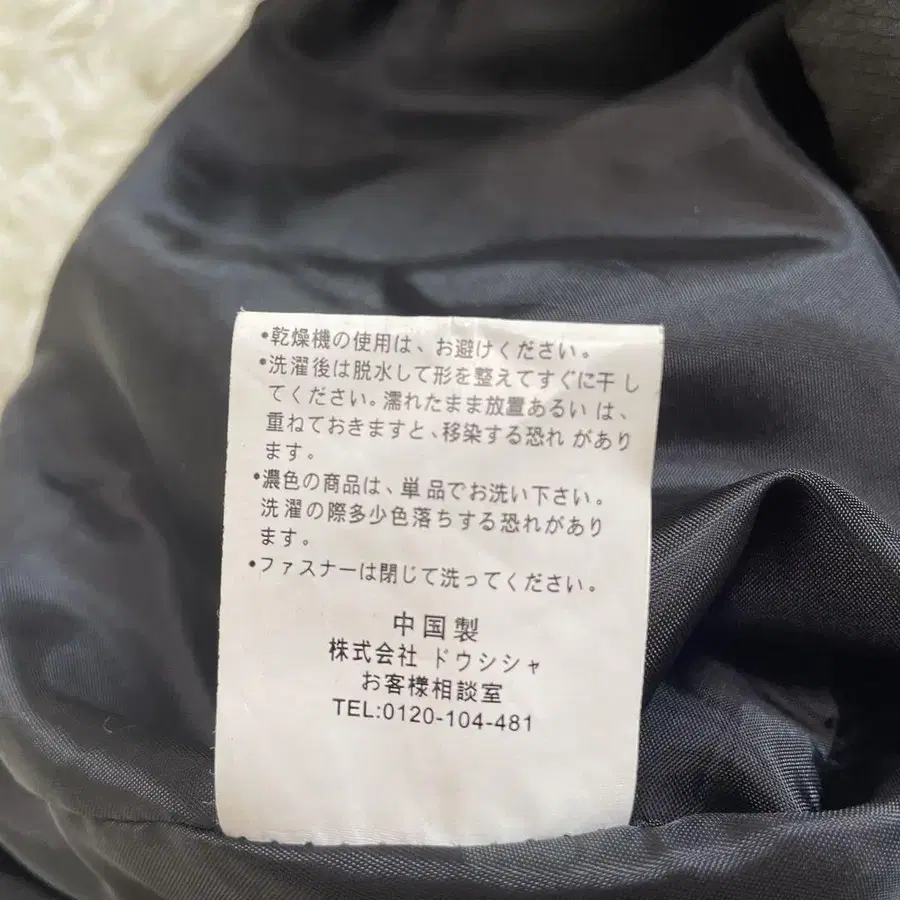 •乾燥機の使用は、お避けください。
•洗濯後は脱水して形を整えてすぐに干し
てください。濡れたまま放置あるいは、
重ねておきますと、移染する恐れがあり
ます。
•濃色の商品は、単品でお洗い下さい。
洗濯の際多少色落ちする恐れがあり
ます。
•ファスナーは閉じて洗ってください。
中国製
株式会社 ドウシシャ
お客様相談室
TEL:0120-104-481